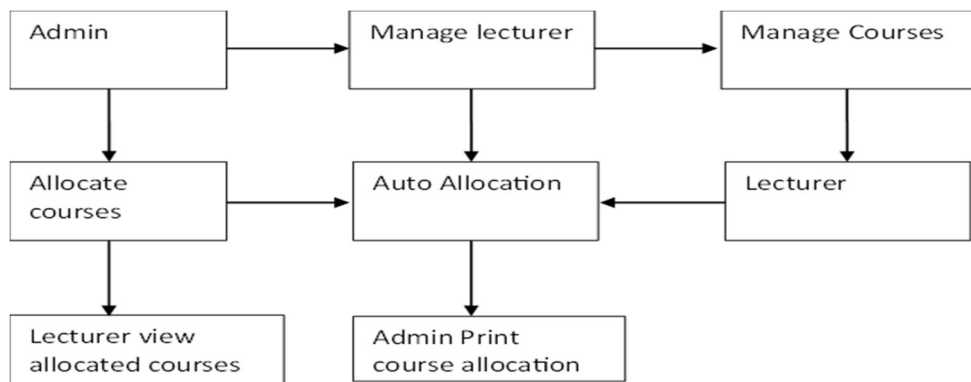 Admin
Manage lecturer
Manage Courses
Allocate
courses
Auto Allocation
Lecturer
Lecturer view
allocated courses
Admin Print
course allocation